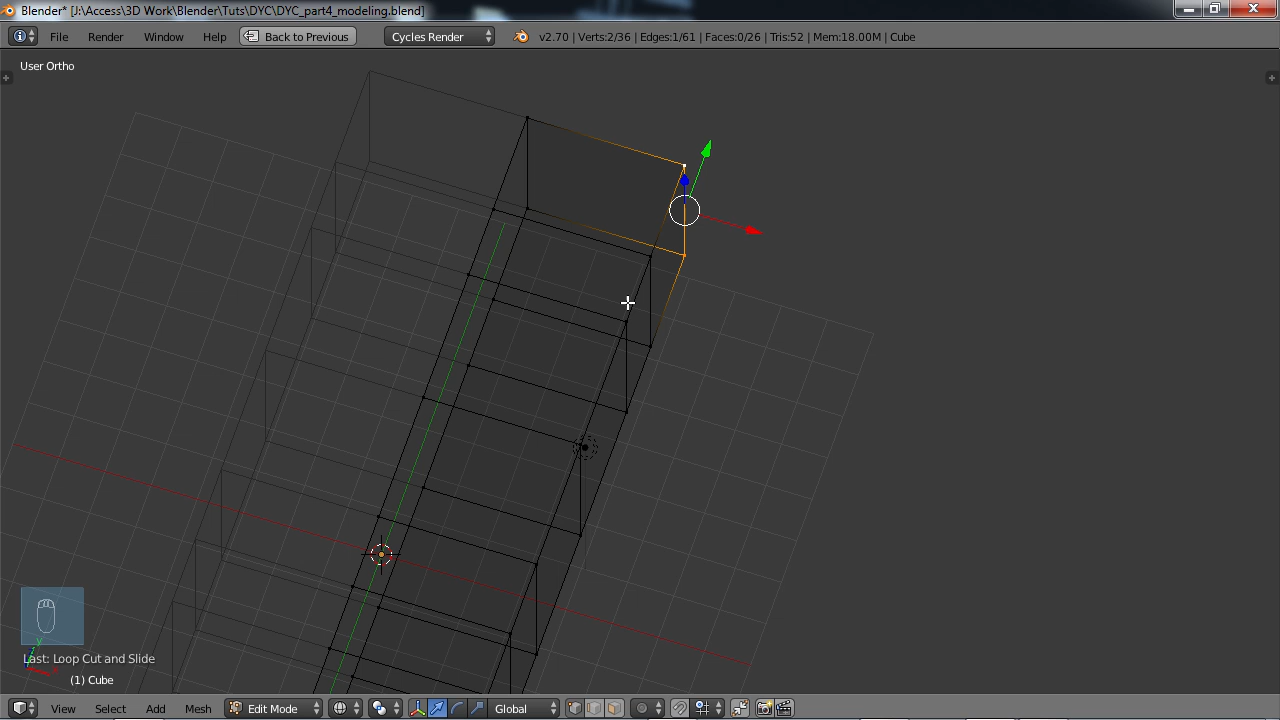 Blender* [J:\Access\3D Work\Blender\Tuts\DYC\DYC_part4_modeling.blend]
File Render Window Help Back to Previous Cycles Render v2.70 | Verts:2/36 | Edges:1/61 | Faces:0/26 | Tris:52 | Mem:18.00M | Cube
User Ortho
y
Last: Loop Cut and Slide
(1) Cube
View Select Add Mesh Edit Mode Global